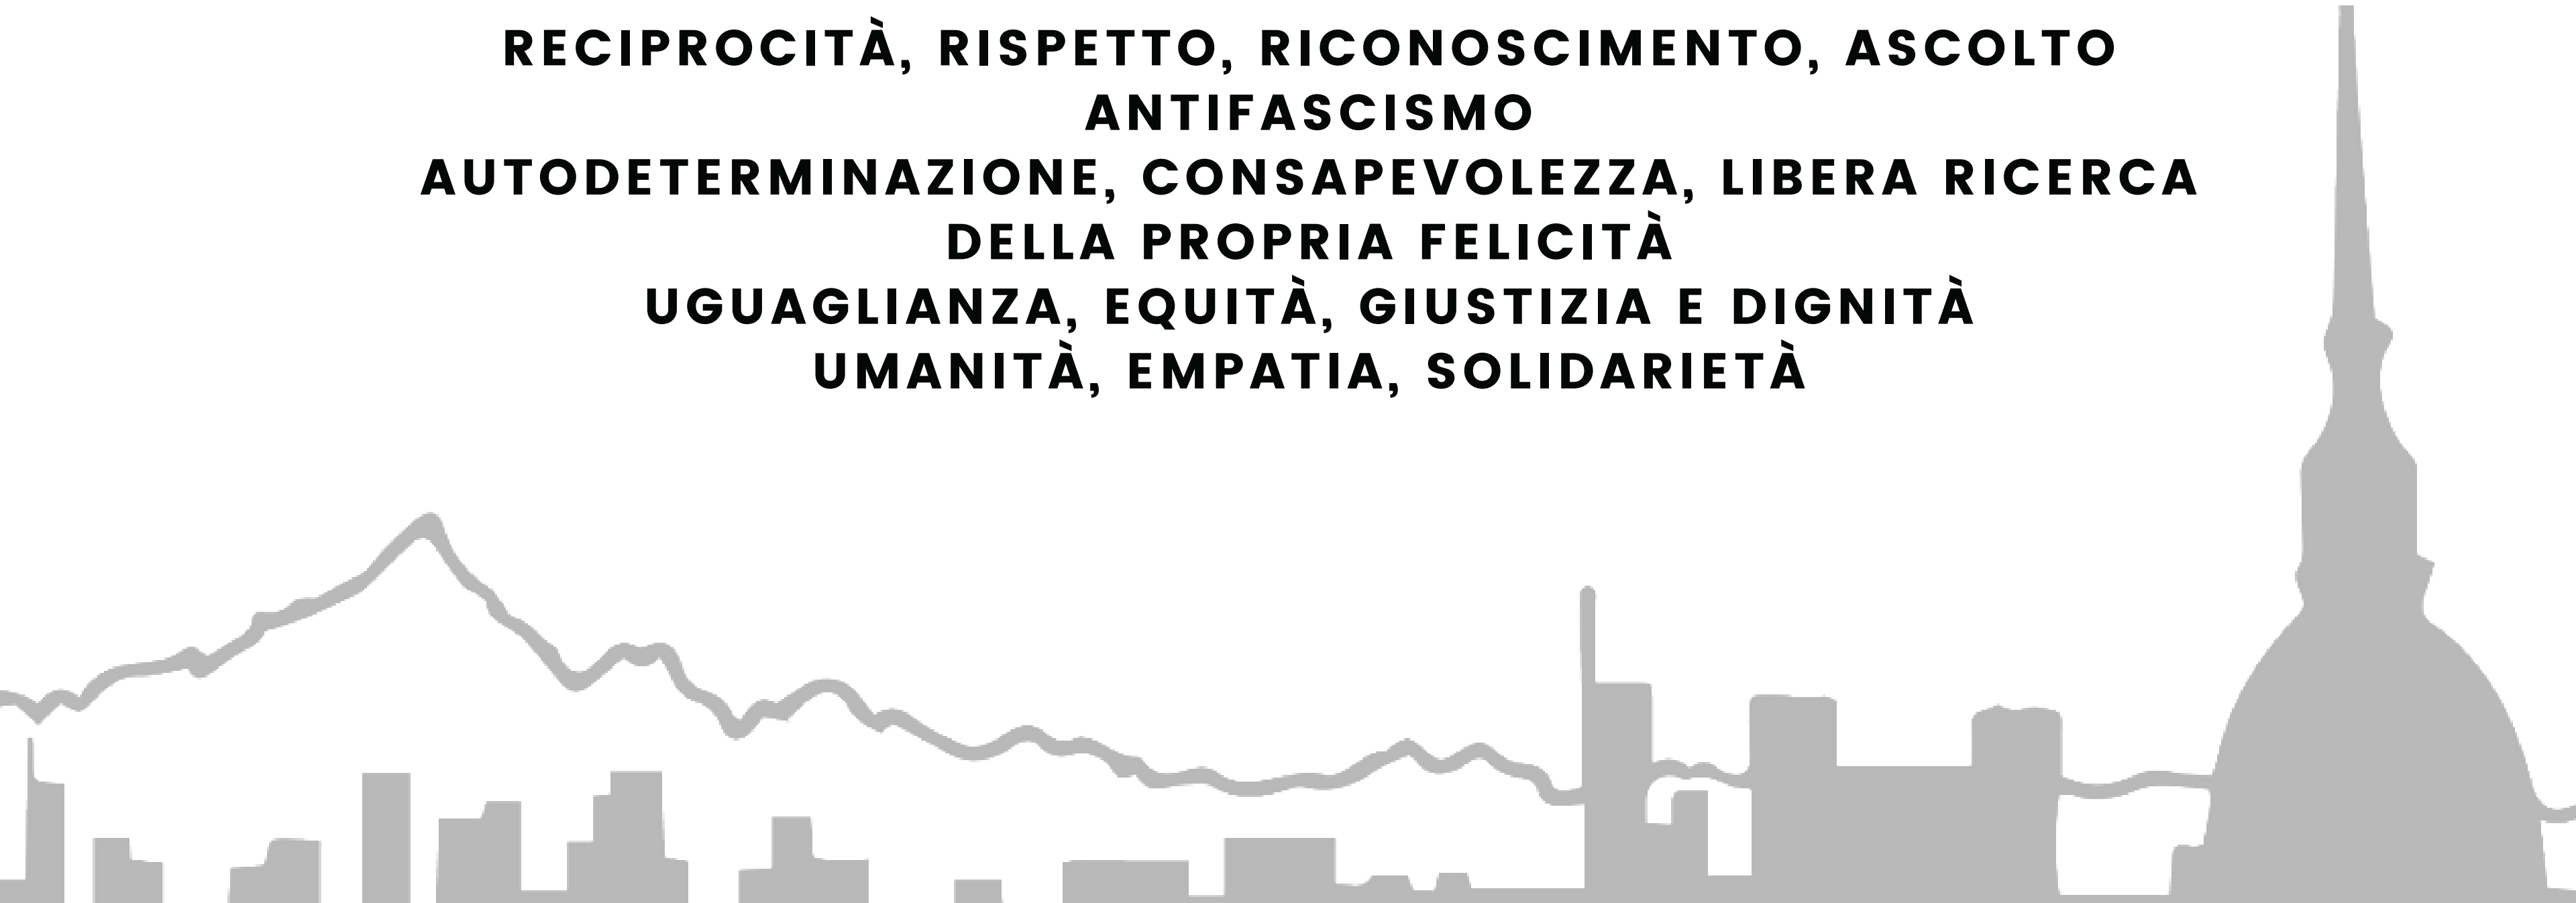 RECIPROCITÀ, RISPETTO, RICONOSCIMENTO, ASCOLTO
ANTIFASCISMO
AUTODETERMINAZIONE, CONSAPEVOLEZZA, LIBERA RICERCA
DELLA PROPRIA FELICITÀ
UGUAGLIANZA, EQUITÀ, GIUSTIZIA E DIGNITÀ
UMANITÀ, EMPATIA, SOLIDARIETÀ